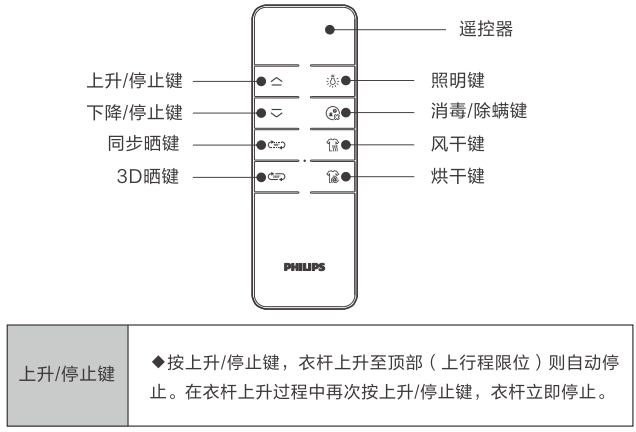 遥控器
上升/停止键
照明键
下降/停止键
消毒/除螨键
同步晒键
风干键
3D晒键
烘干键
PHILIPS
上升/停止键
◆按上升/停止键，衣杆上升至顶部（上行程限位）则自动停
止。在衣杆上升过程中再次按上升/停止键，衣杆立即停止。